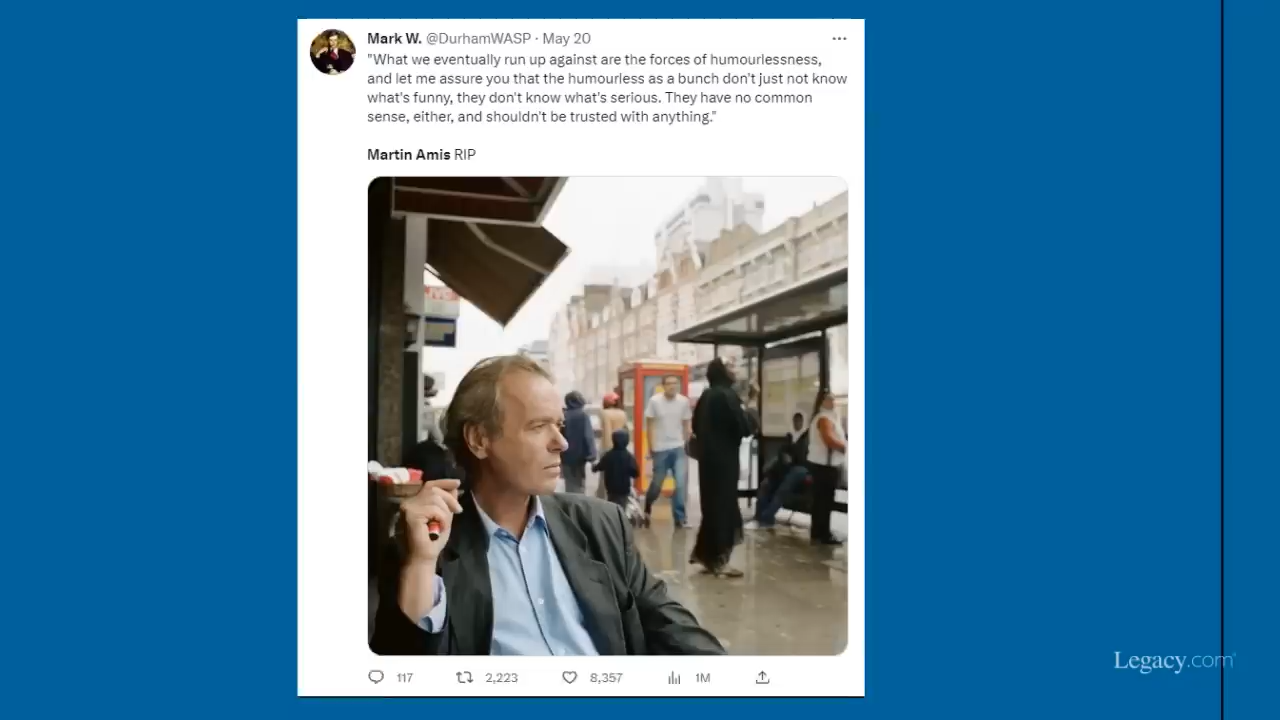 Mark W. @DurhamWASP · May 20
"What we eventually run up against are the forces of humourlessness,
and let me assure you that the humourless as a bunch don't just not know
what's funny, they don't know what's serious. They have no common
sense, either, and shouldn't be trusted with anything."
Martin Amis RIP
117 2,223 8,357 1M
Legacy.com